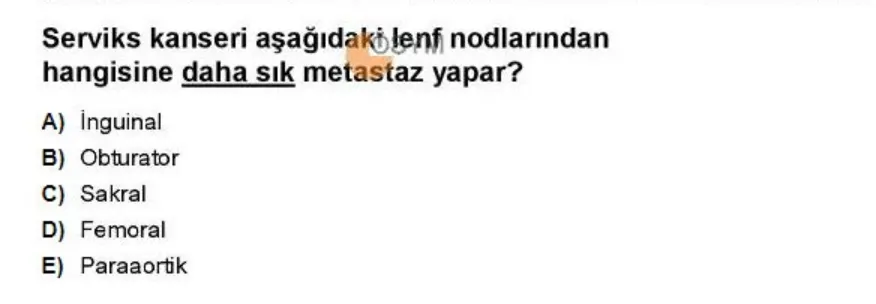 Serviks kanseri aşağıdaki lenf nodlarından
hangisine daha sık metastaz yapar?
A) İnguinal
B) Obturator
C) Sakral
D) Femoral
E) Paraaortik